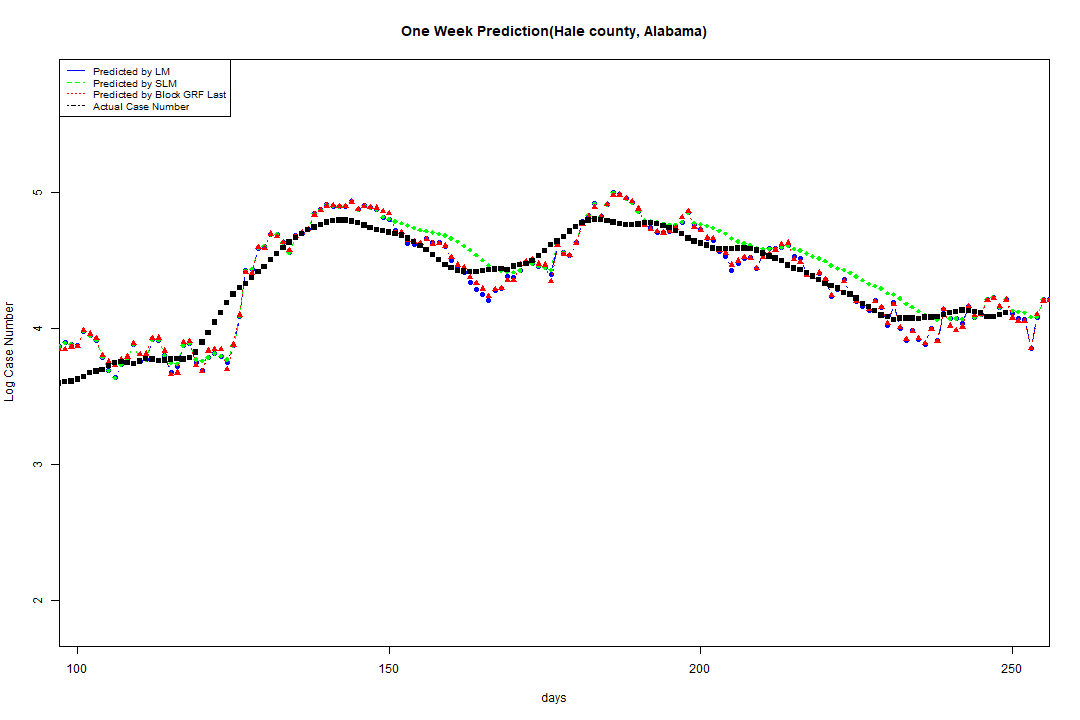 One Week Prediction(Hale county, Alabama)
Predicted by LM
Predicted by SLM
Predicted by Block GRF Last
Actual Case Number
5
4
3
2
Log Case Number
100 150 200 250
days